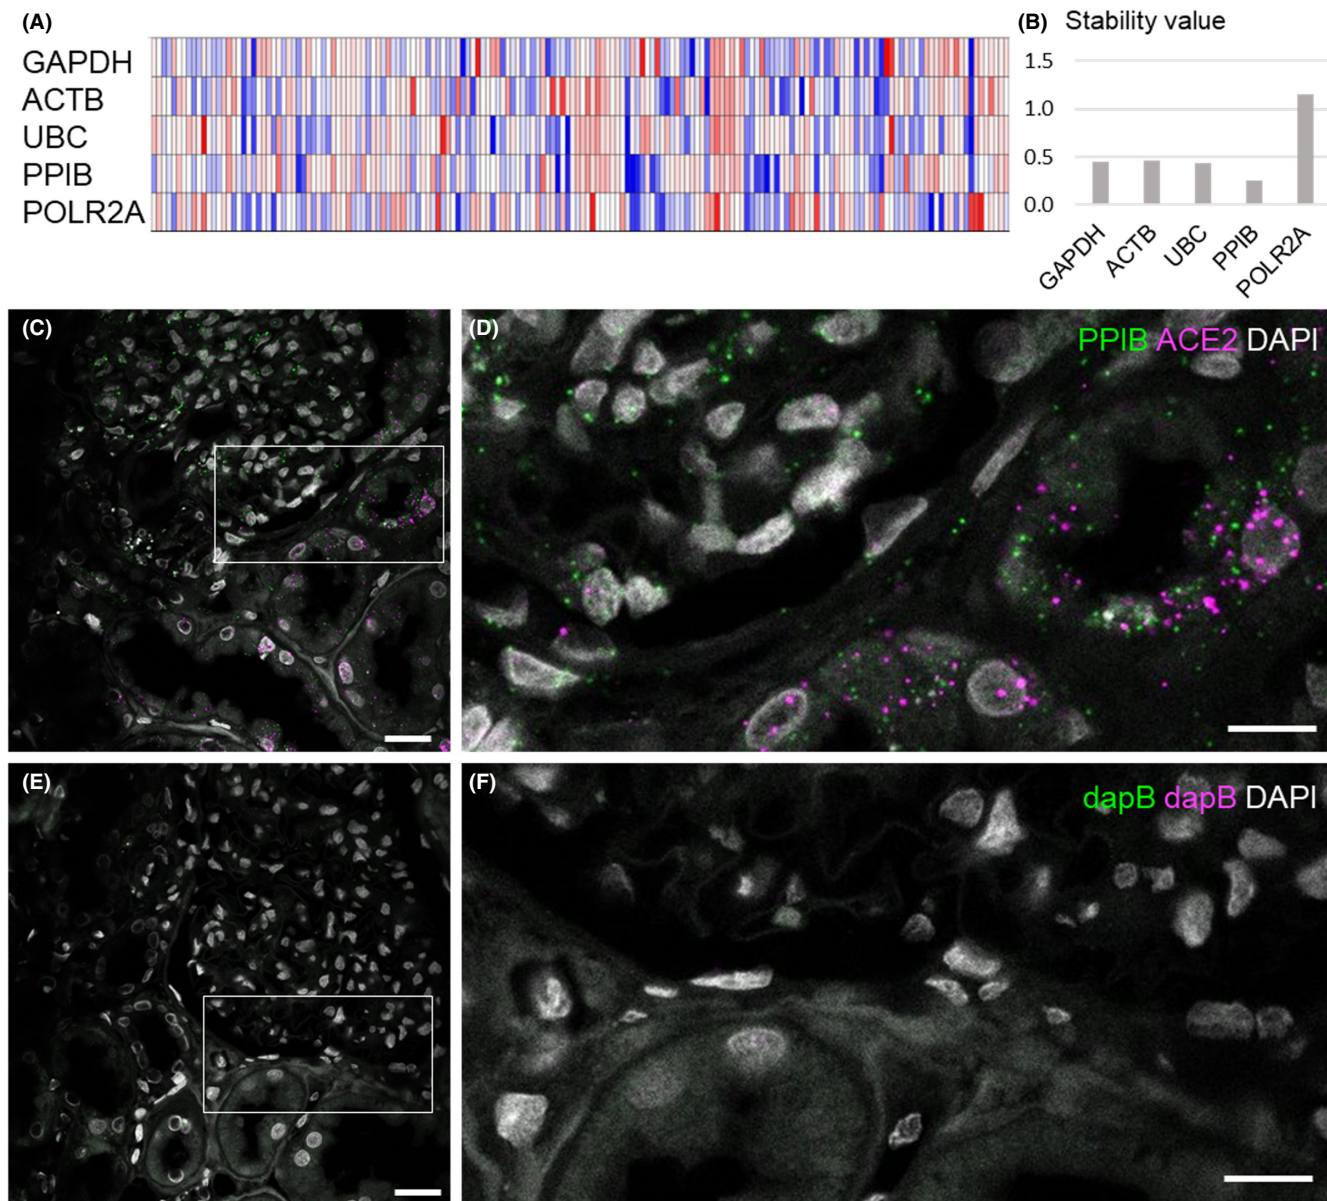 (A)
GAPDH
ACTB
UBC
PPIB
POLR2A
(B) Stability value
1.5
1.0
0.5
0.0
GAPDH
ACTB
UBC
PPIB
POLR2A
(C)
(D)
PPIB ACE2 DAPI
(E)
(F)
dapB dapB DAPI